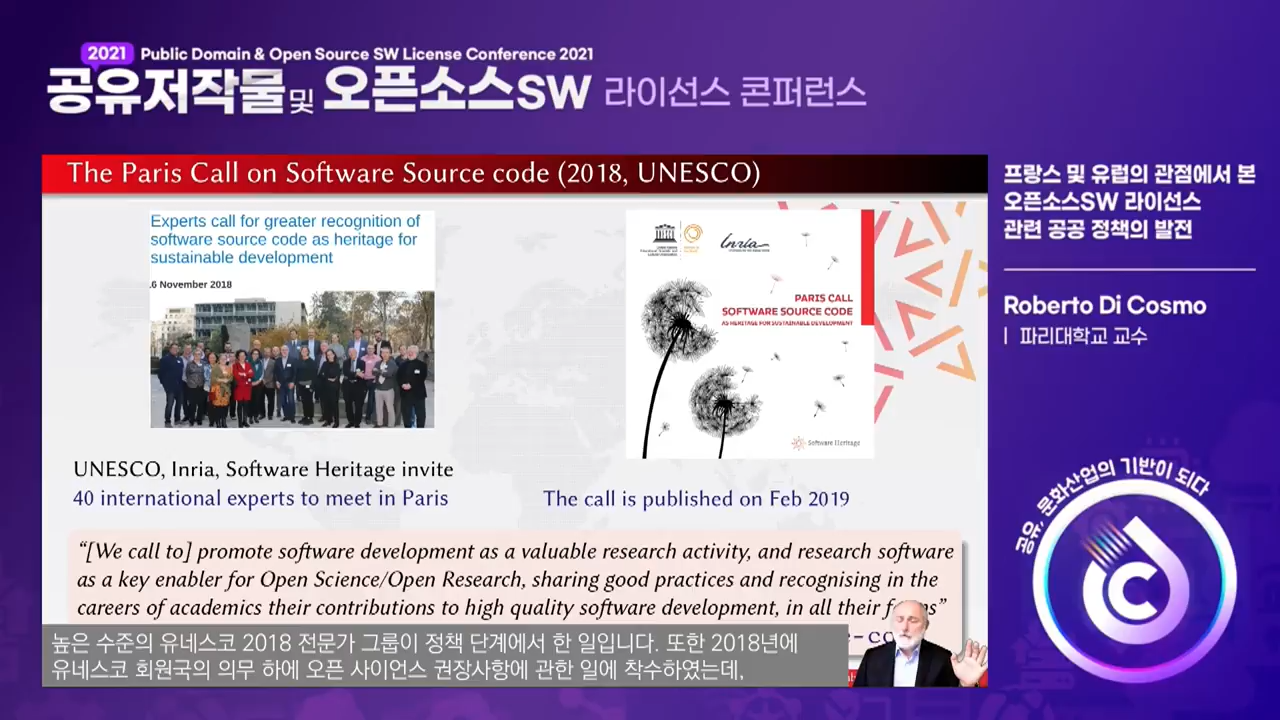 2021 Public Domain & Open Source SW License Conference 2021
공유저작물 및 오픈소스SW 라이선스 콘퍼런스
The Paris Call on Software Source code (2018, UNESCO)
Experts call for greater recognition of
software source code as heritage for
sustainable development
6 November 2018
Inria
PARIS CALL
SOFTWARE SOURCE CODE
AS HERITAGE FOR SUSTAINABLE DEVELOPMENT
Software Heritage
UNESCO, Inria, Software Heritage invite
40 international experts to meet in Paris
The call is published on Feb 2019
“[We call to] promote software development as a valuable research activity, and research software
as a key enabler for Open Science/Open Research, sharing good practices and recognising in the
careers of academics their contributions to high quality software development, in all their
높은 수준의 유네스코 2018 전문가 그룹이 정책 단계에서 한 일입니다. 또한 2018년에
유네스코 회원국의 의무 하에 오픈 사이언스 권장사항에 관한 일에 착수하였는데,
프랑스 및 유럽의 관점에서 본
오픈소스SW 라이선스
관련 공공 정책의 발전
Roberto Di Cosmo
| 파리대학교 교수
공유, 문화산업의 기반이 되다